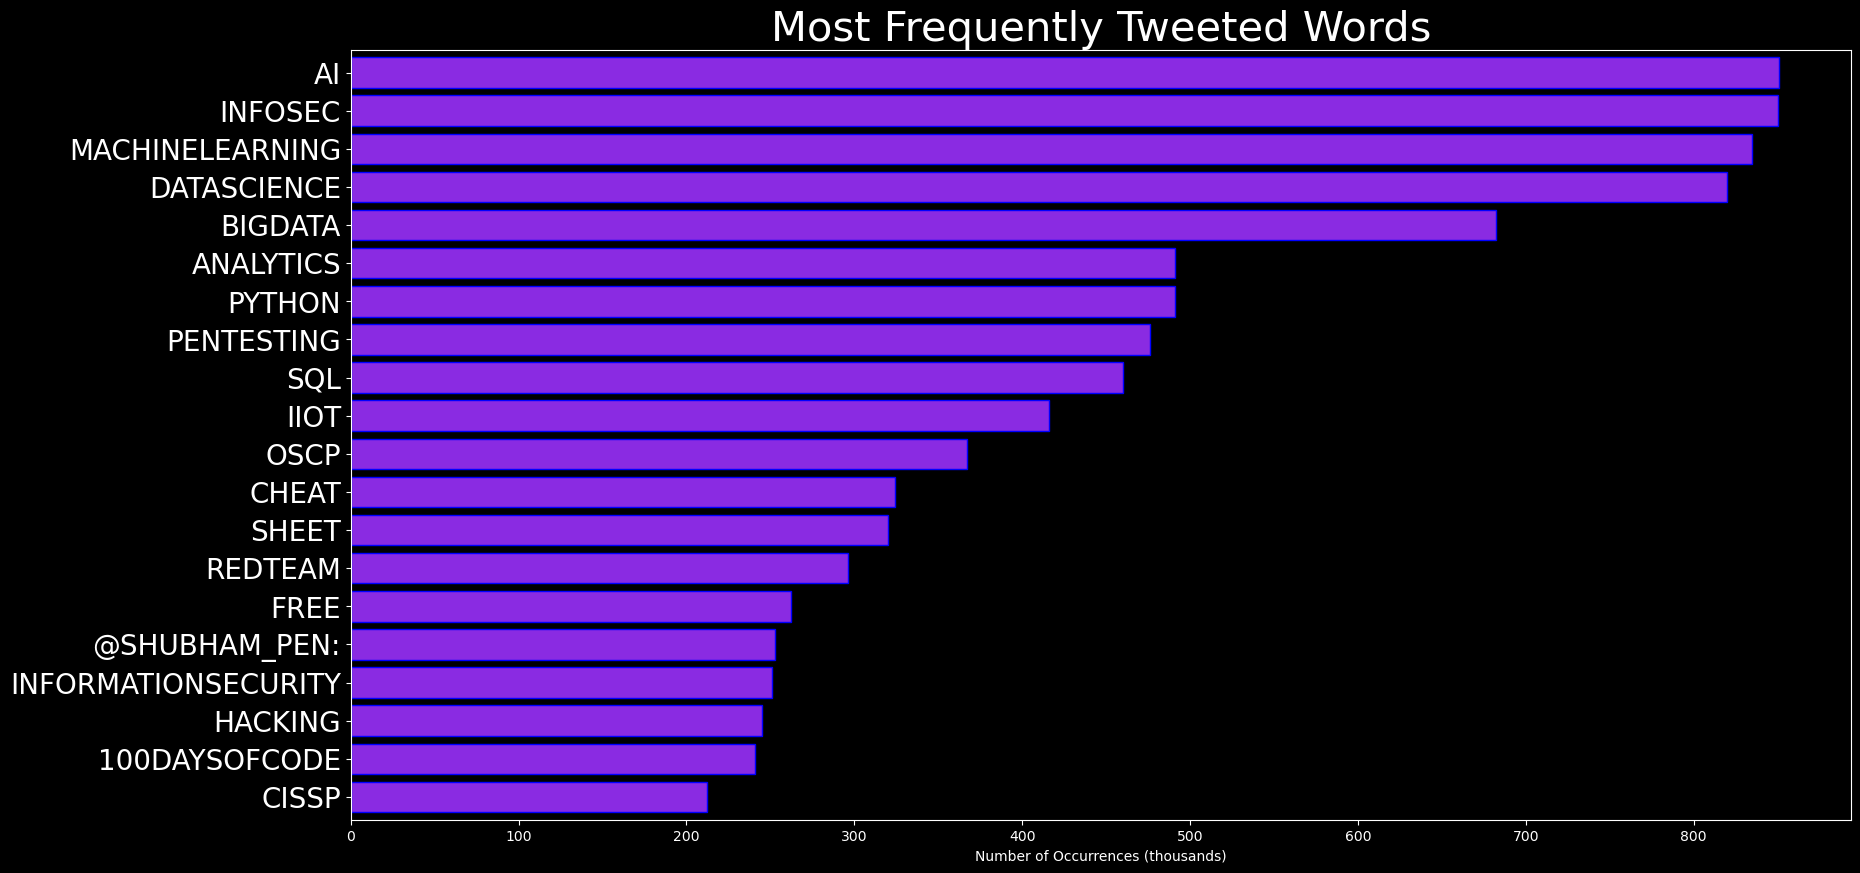 Most Frequently Tweeted Words
AI
INFOSEC
MACHINELEARNING
DATASCIENCE
BIGDATA
ANALYTICS
PYTHON
PENTESTING
SQL
IIOT
OSCP
CHEAT
SHEET
REDTEAM
FREE
@SHUBHAM_PEN:
INFORMATIONSECURITY
HACKING
100DAYSOFCODE
CISSP
0 100 200 300 400 500 600 700 800
Number of Occurrences (thousands)